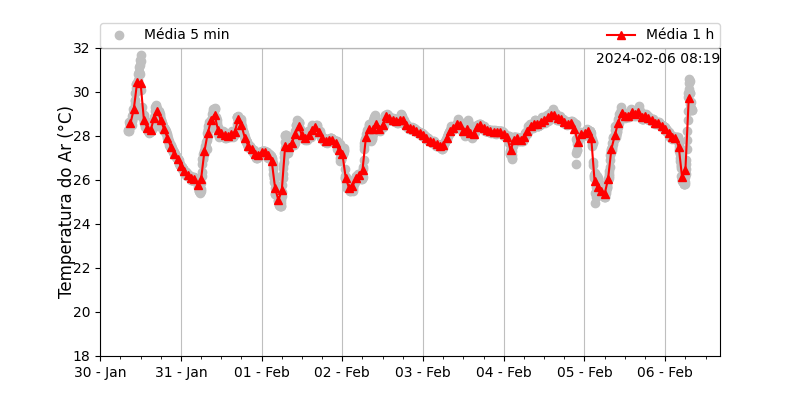 Média 5 min
Média 1 h
2024-02-06 08:19
Temperatura do Ar (°C)
32
30
28
26
24
22
20
18
30 - Jan
31 - Jan
01 - Feb
02 - Feb
03 - Feb
04 - Feb
05 - Feb
06 - Feb